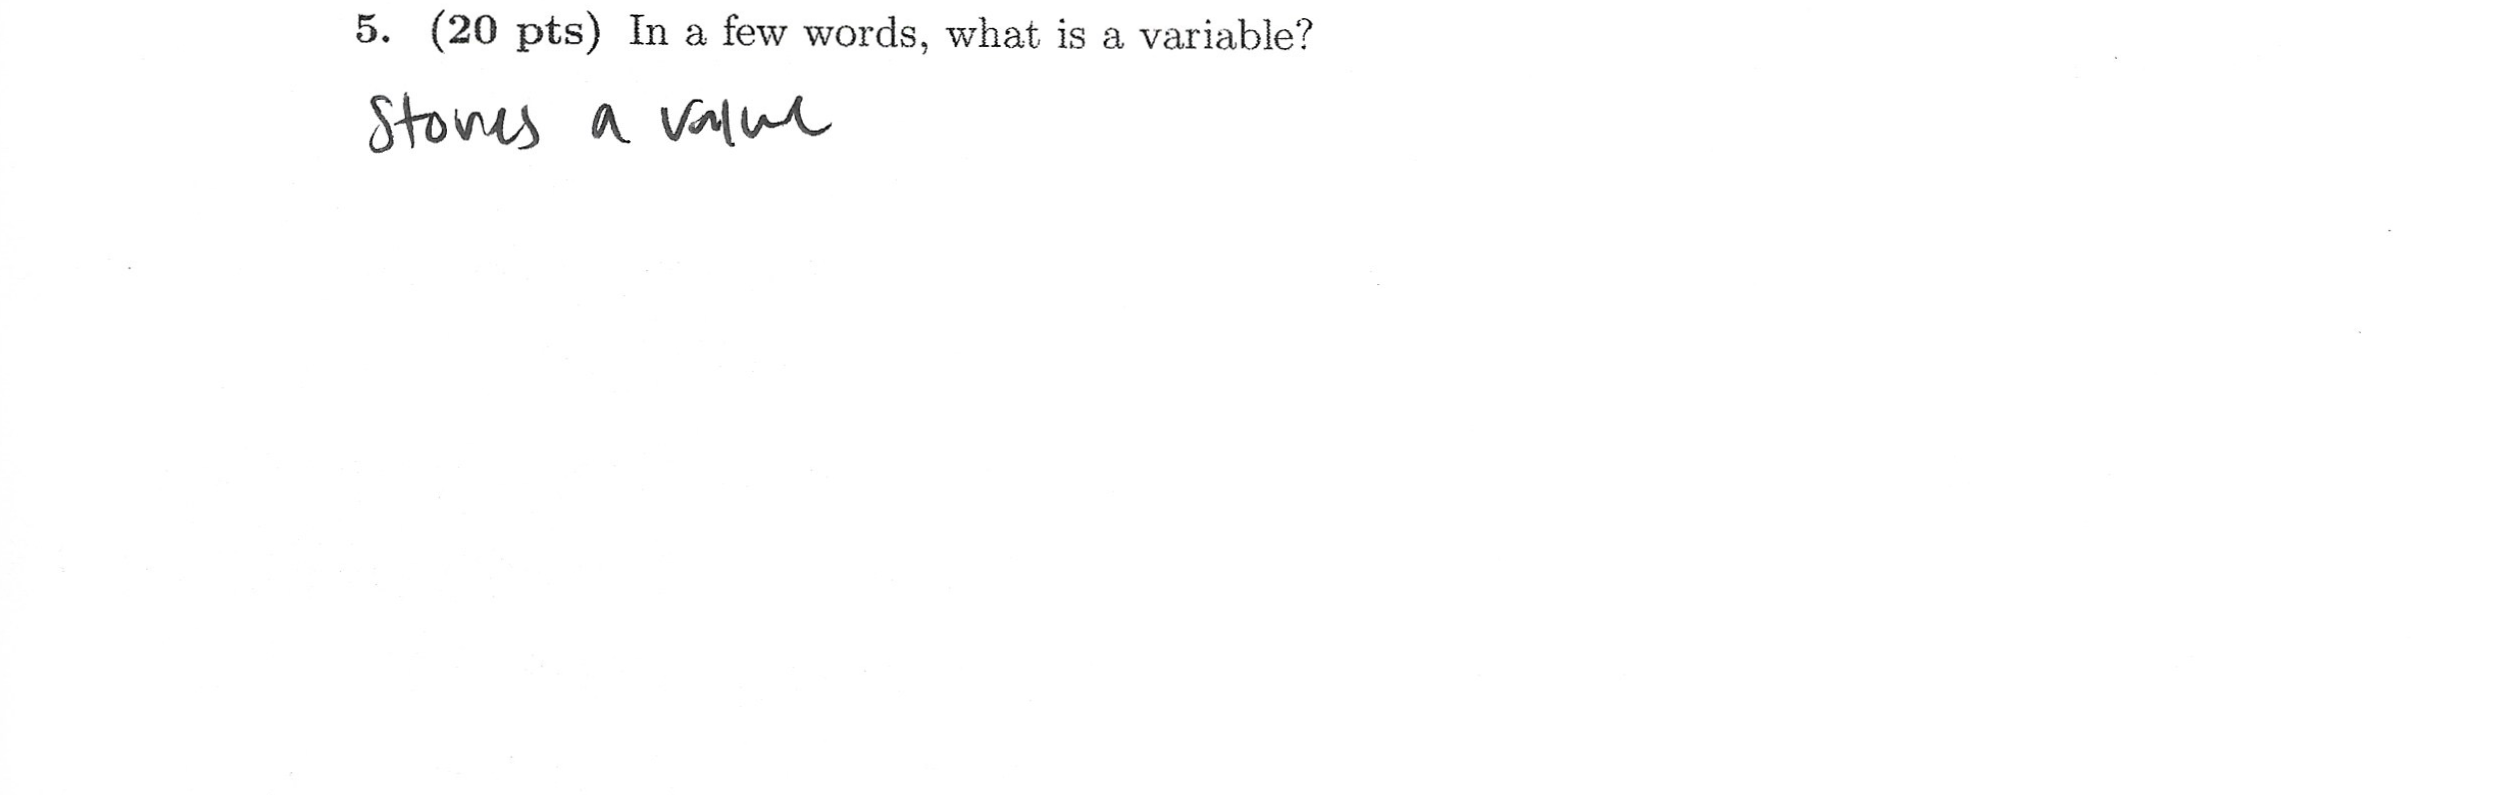 5. (20 pts) In a few words, what is a variable?
Stores a value